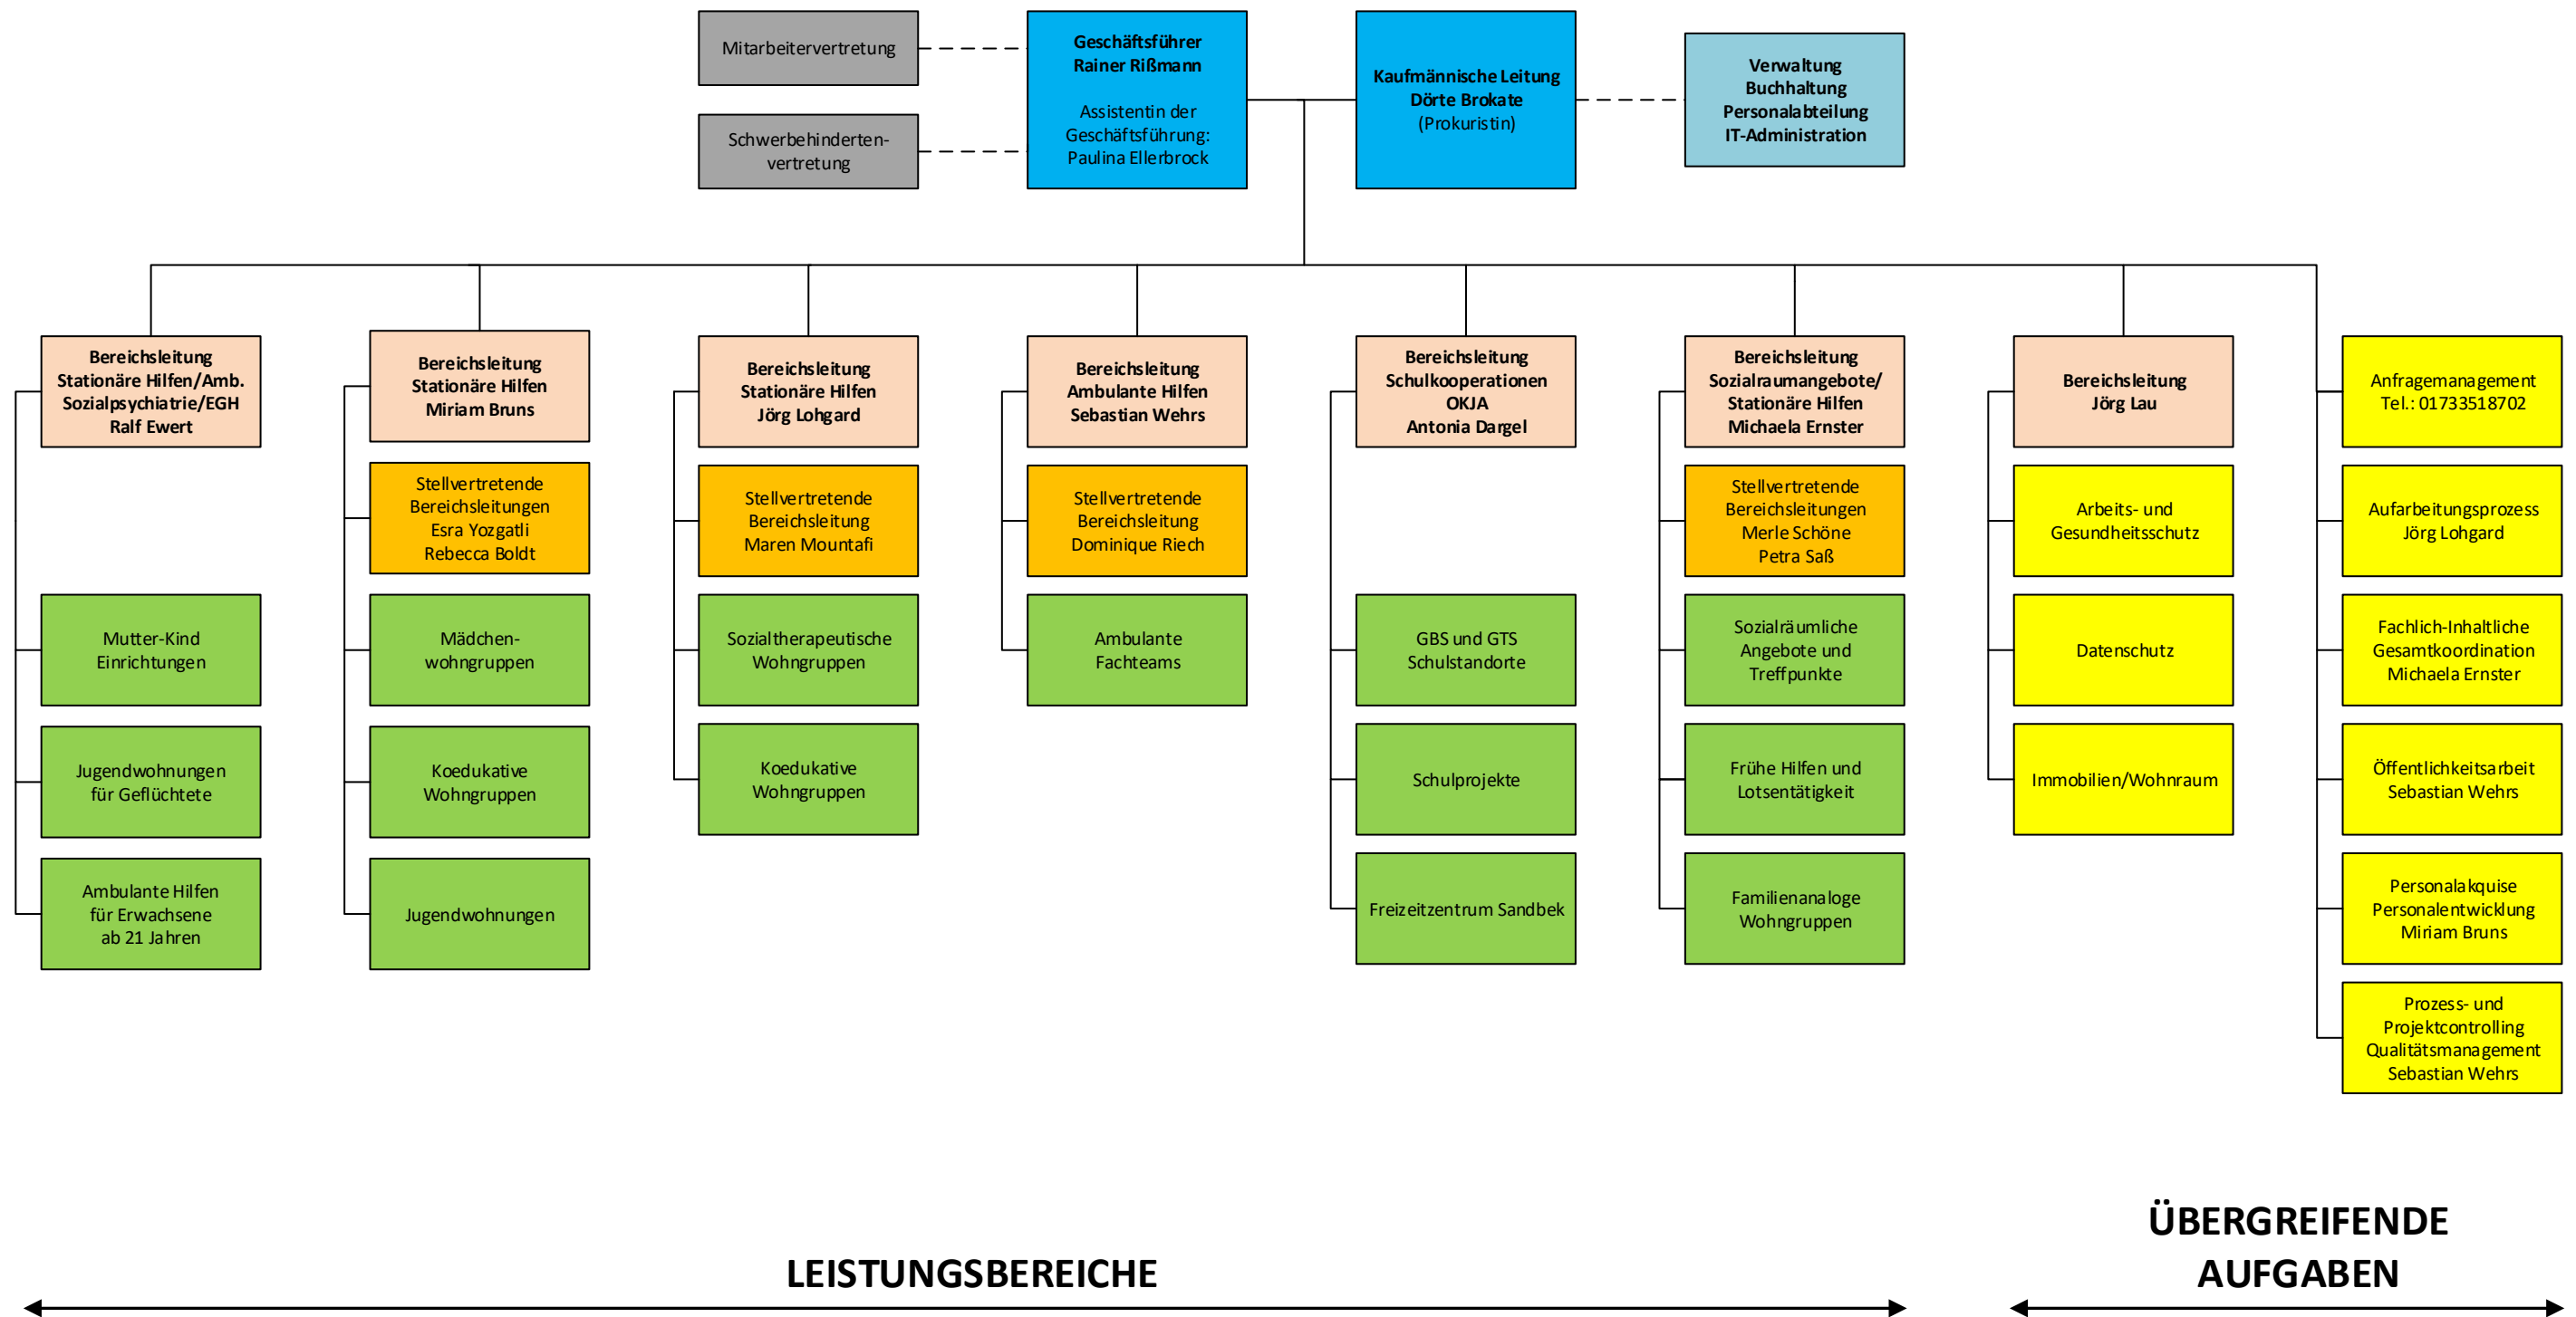 Mitarbeitervertretung
Schwerbehinderten-
vertretung
Geschäftsführer
Rainer Rißmann
Assistentin der
Geschäftsführung:
Paulina Ellerbrock
Kaufmännische Leitung
Dörte Brokate
(Prokuristin)
Verwaltung
Buchhaltung
Personalabteilung
IT-Administration
Bereichsleitung
Stationäre Hilfen/Amb.
Sozialpsychiatrie/EGH
Ralf Ewert
Mutter-Kind
Einrichtungen
Jugendwohnungen
für Geflüchtete
Ambulante Hilfen
für Erwachsene
ab 21 Jahren
Bereichsleitung
Stationäre Hilfen
Miriam Bruns
Stellvertretende
Bereichsleitungen
Esra Yozgatli
Rebecca Boldt
Mädchen-
wohngruppen
Koedukative
Wohngruppen
Jugendwohnungen
Bereichsleitung
Stationäre Hilfen
Jörg Lohgard
Stellvertretende
Bereichsleitung
Maren Mountafi
Sozialtherapeutische
Wohngruppen
Koedukative
Wohngruppen
Bereichsleitung
Ambulante Hilfen
Sebastian Wehrs
Stellvertretende
Bereichsleitung
Dominique Riech
Ambulante
Fachteams
Bereichsleitung
Schulkooperationen
OKJA
Antonia Dargel
GBS und GTS
Schulstandorte
Schulprojekte
Freizeitzentrum Sandbek
Bereichsleitung
Sozialraumangebote/
Stationäre Hilfen
Michaela Ernster
Stellvertretende
Bereichsleitungen
Merle Schöne
Petra Saß
Sozialräumliche
Angebote und
Treffpunkte
Frühe Hilfen und
Lotsentätigkeit
Familienanaloge
Wohngruppen
Bereichsleitung
Jörg Lau
Arbeits- und
Gesundheitsschutz
Datenschutz
Immobilien/Wohnraum
Anfragemanagement
Tel.: 01733518702
Aufarbeitungsprozess
Jörg Lohgard
Fachlich-Inhaltliche
Gesamtkoordination
Michaela Ernster
Öffentlichkeitsarbeit
Sebastian Wehrs
Personalakquise
Personalentwicklung
Miriam Bruns
Prozess- und
Projektcontrolling
Qualitätsmanagement
Sebastian Wehrs
LEISTUNGSBEREICHE
ÜBERGREIFENDE
AUFGABEN